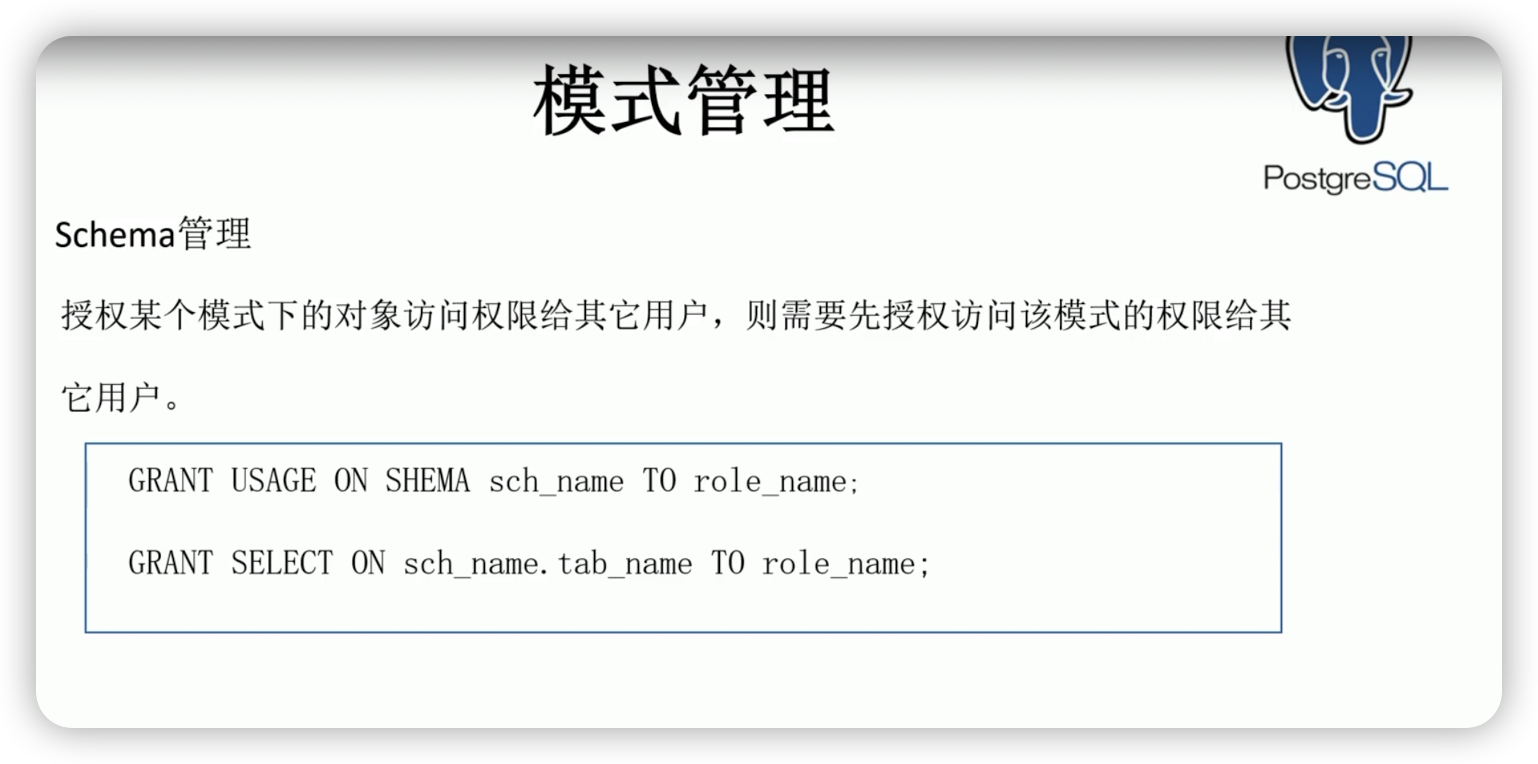 模式管理
PostgreSQL
Schema管理
授权某个模式下的对象访问权限给其它用户，则需要先授权访问该模式的权限给其
它用户。
GRANT USAGE ON SHEMA sch_name TO role_name;
GRANT SELECT ON sch_name.tab_name TO role_name;